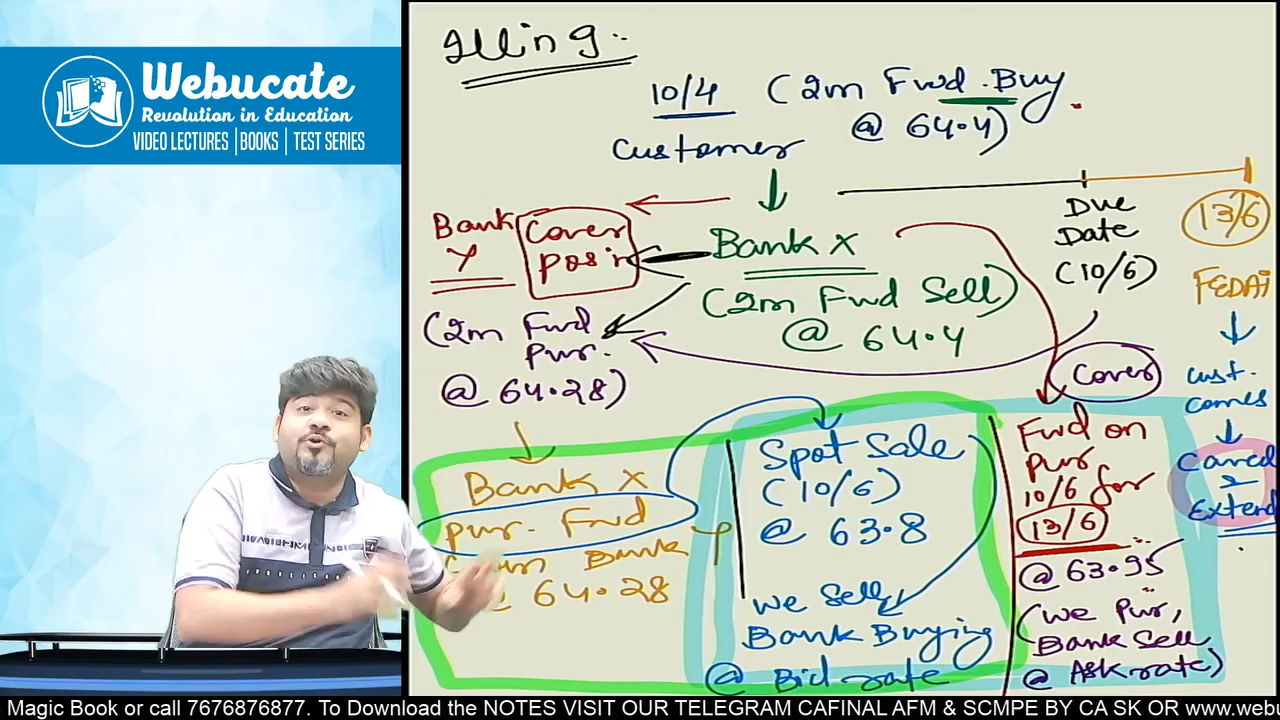 Webucate
Revolution in Education
VIDEO LECTURES | BOOKS | TEST SERIES
Illing:
10/4 (2m Fwd Buy
@ 64.4)
Customer
Bank X
(2m Fwd Sell)
@ 64.4
Bank
Y
Cover
pos'n
(2m Fwd
pur.
@ 64.28)
Due
Date
(10/6)
13/6
FEDAI
Cust.
comes
Cancel
Extend
Cover
Bank X
pur. Fwd
Bank Y
64.28
Spot Sale
(10/6)
@ 63.8
we Sell
Bank Buying
@ Bid rate
Fwd on
pur
10/6 for
13/6
@ 63.95
(we Pur,
Bank Sell
@ Ask rate)
Magic Book or call 7676876877. To Download the NOTES VISIT OUR TELEGRAM CAFINAL AFM & SCMPE BY CA SK OR www.webu